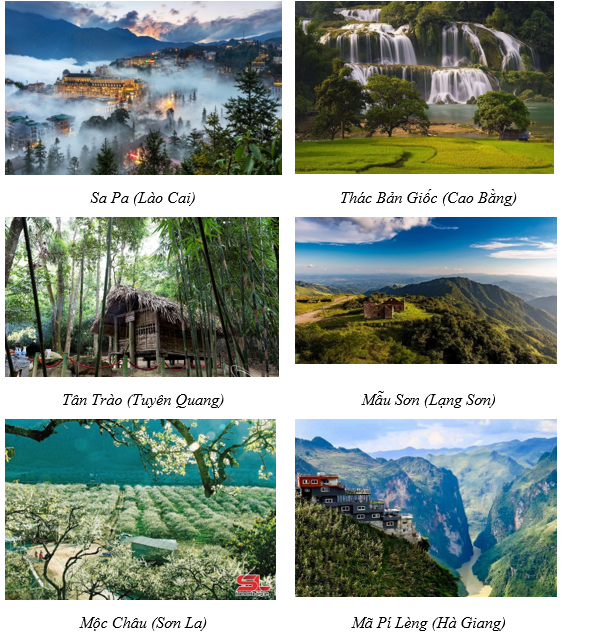 Sa Pa (Lào Cai)
Thác Bản Giốc (Cao Bằng)
Tân Trào (Tuyên Quang)
Mẫu Sơn (Lạng Sơn)
Mộc Châu (Sơn La)
Mã Pí Lèng (Hà Giang)